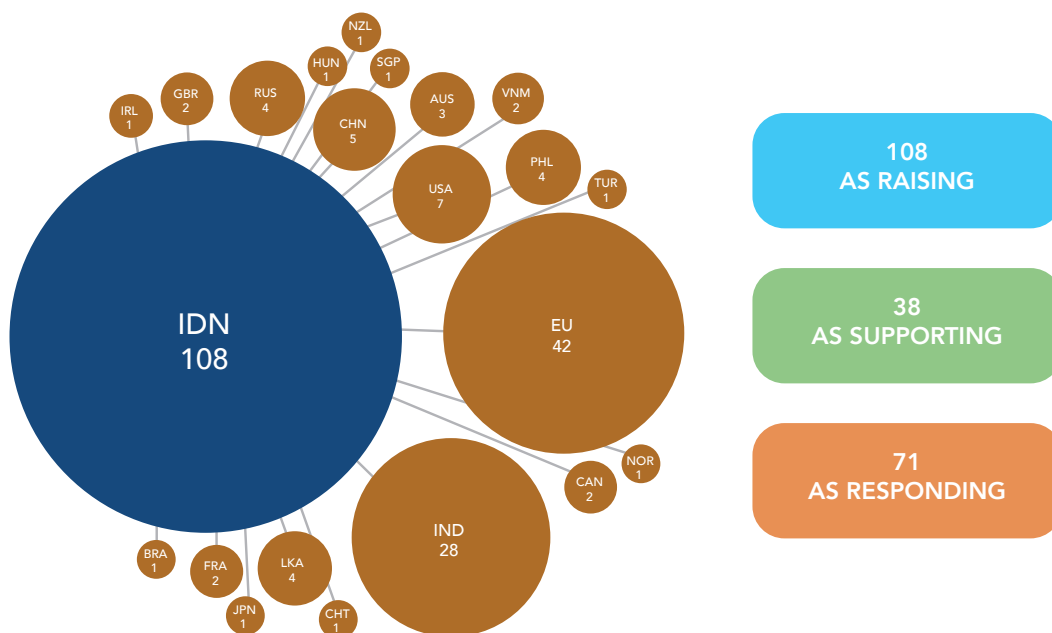 NZL
1
HUN
1
SGP
1
RUS
4
GBR
2
IRL
1
CHN
5
AUS
3
VNM
2
USA
7
PHL
4
TUR
1
IDN
108
EU
42
NOR
1
CAN
2
IND
28
BRA
1
FRA
2
JPN
1
LKA
4
CHT
1
108
AS RAISING
38
AS SUPPORTING
71
AS RESPONDING